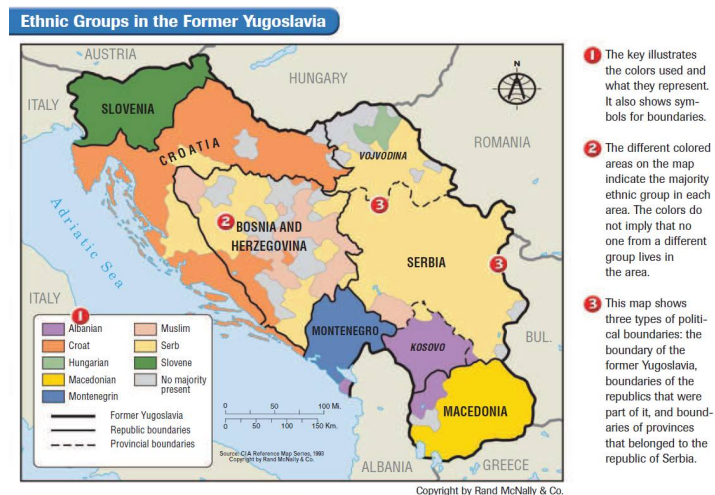 Ethnic Groups in the Former Yugoslavia
AUSTRIA
HUNGARY
ITALY
SLOVENIA
N
CROATIA
ROMANIA
VOJVODINA
3
2
BOSNIA AND
HERZEGOVINA
Adriatic Sea
SERBIA
3
ITALY
1
Albanian
Croat
Hungarian
Macedonian
Montenegrin
Muslim
Serb
Slovene
No majority
present
Former Yugoslavia
Republic boundaries
Provincial boundaries
MONTENEGRO
KOSOVO
BUL.
0 50 100 Mi.
0 50 100 150 Km.
MACEDONIA
Source: CIA Reference Map Series, 1993
Copyright by Rand McNally & Co.
ALBANIA
GREECE
Copyright by Rand McNally & Co.
1 The key illustrates
the colors used and
what they represent.
It also shows sym-
bols for boundaries.
2 The different colored
areas on the map
indicate the majority
ethnic group in each
area. The colors do
not imply that no
one from a different
group lives in
the area.
3 This map shows
three types of politi-
cal boundaries: the
boundary of the
former Yugoslavia,
boundaries of the
republics that were
part of it, and bound-
aries of provinces
that belonged to the
republic of Serbia.